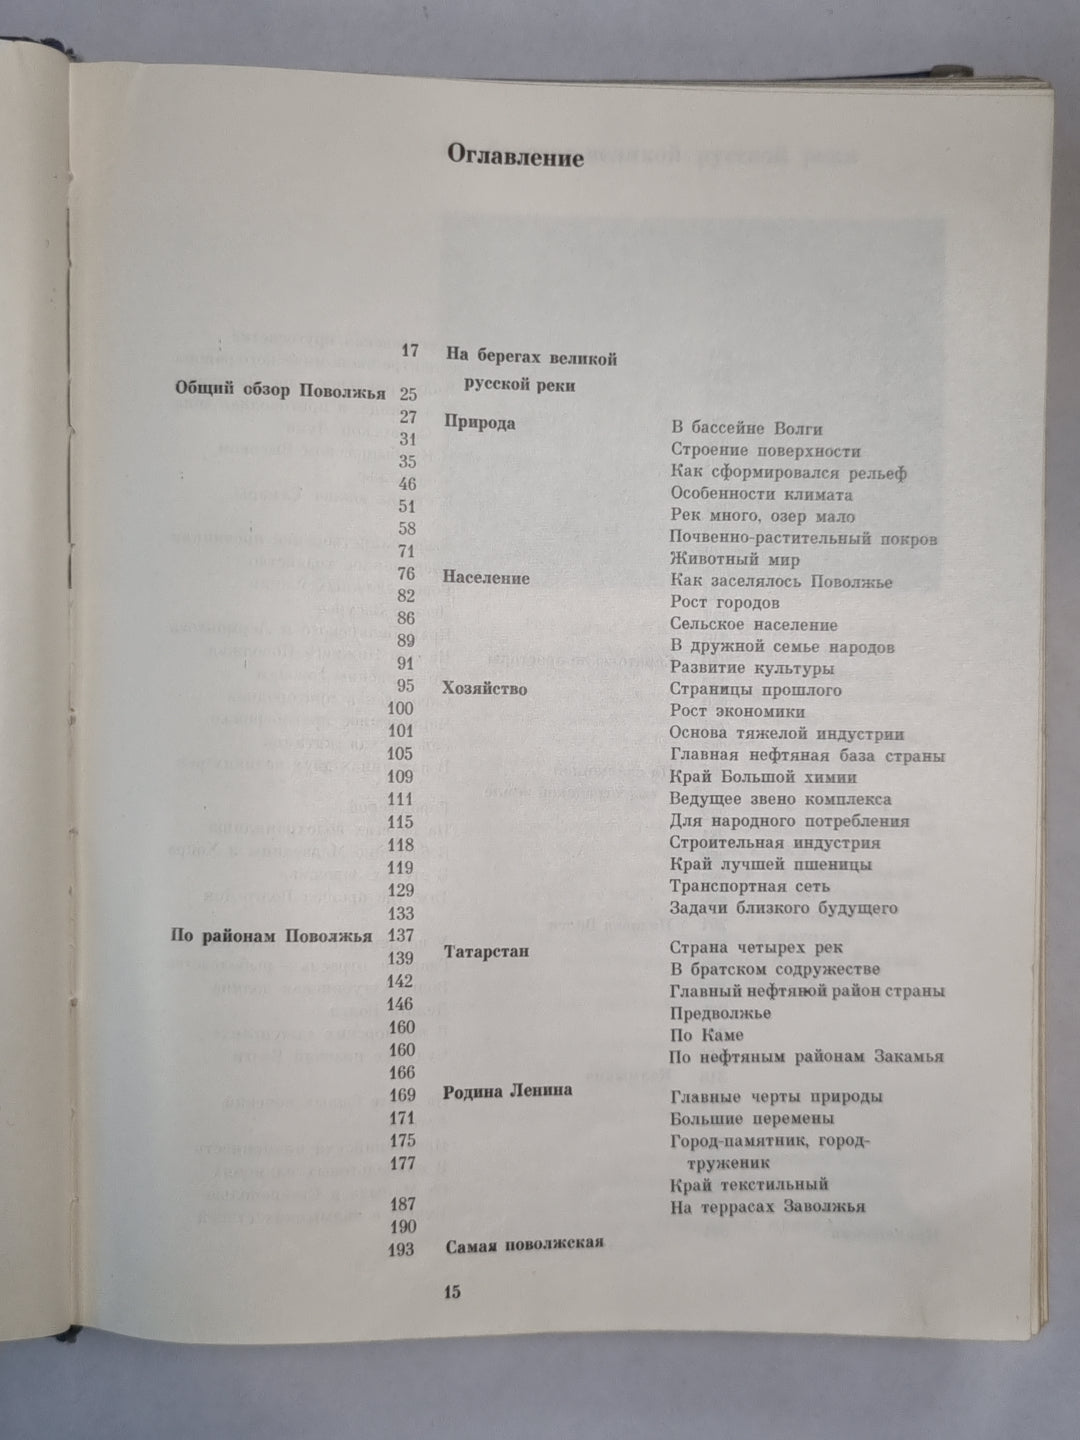 Оглавление
17 На берегах великой
русской реки
Общий обзор Поволжья 25
27 Природа В бассейне Волги
31 Строение поверхности
35 Как сформировался рельеф
46 Особенности климата
51 Рек много, озер мало
58 Почвенно-растительный покров
71 Животный мир
76 Население Как заселялось Поволжье
82 Рост городов
86 Сельское население
89 В дружной семье народов
91 Развитие культуры
95 Хозяйство Страницы прошлого
100 Рост экономики
101 Основа тяжелой индустрии
105 Главная нефтяная база страны
109 Край Большой химии
111 Ведущее звено комплекса
115 Для народного потребления
118 Строительная индустрия
119 Край лучшей пшеницы
129 Транспортная сеть
133 Задачи близкого будущего
По районам Поволжья 137
139 Татарстан Страна четырех рек
142 В братском содружестве
146 Главный нефтяной район страны
160 Предволжье
160 По Каме
166 По нефтяным районам Закамья
169 Родина Ленина
171 Главные черты природы
175 Большие перемены
177 Город-памятник, город-
труженик
187 Край текстильный
190 На террасах Заволжья
193 Самая поволжская
15